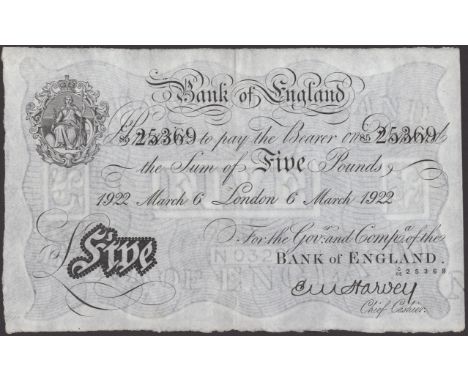 Bank of England
25369 to pay the Bearer on 25369
the Sum of Five Pounds,
1922 March 6 London 6 March 1922
For the Govr. and Compa. of the
BANK OF ENGLAND.
Five
25369
E M Harvey
Chief Cashier.